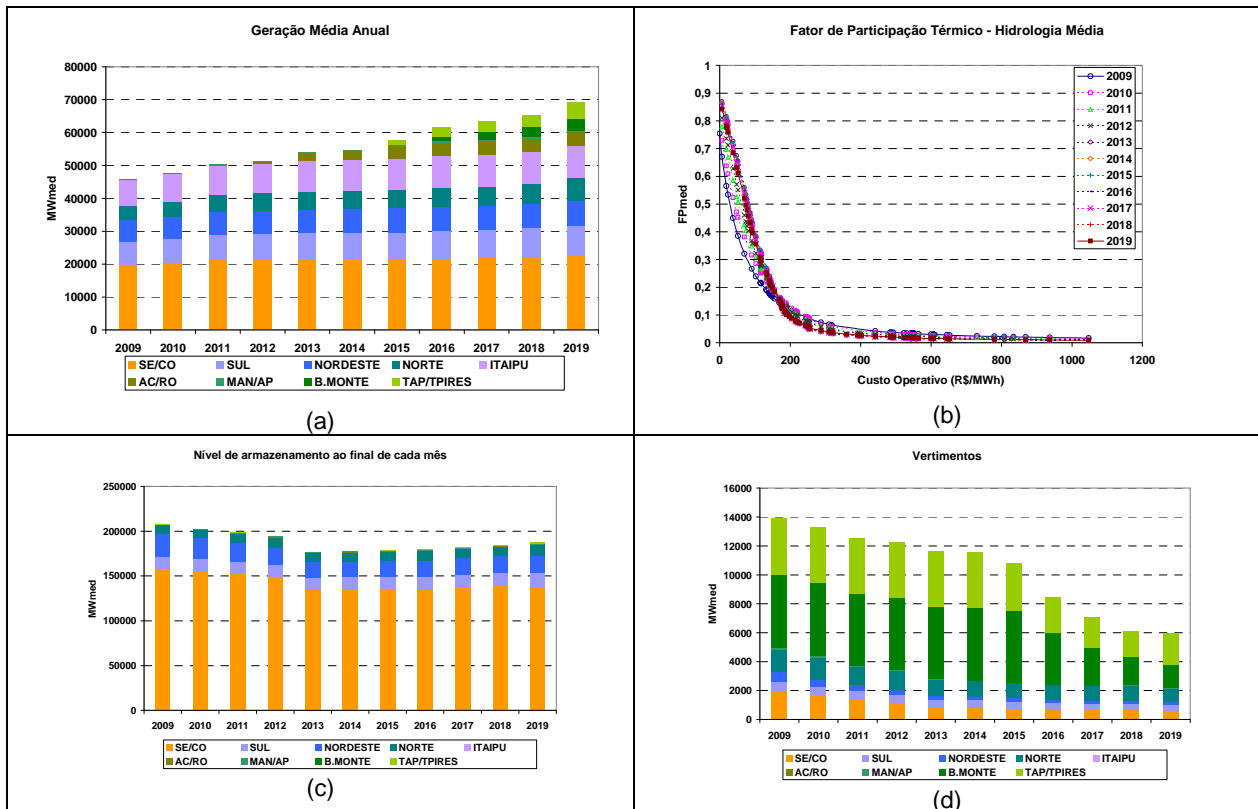 Geração Média Anual
80000
70000
60000
50000
40000
30000
20000
10000
0
MWmed
2009 2010 2011 2012 2013 2014 2015 2016 2017 2018 2019
SE/CO SUL NORDESTE NORTE ITAIPU
AC/RO MAN/AP B.MONTE TAP/TPIRES
(a)
Fator de Participação Térmico - Hidrologia Média
1
0,9
0,8
0,7
0,6
0,5
0,4
0,3
0,2
0,1
0
FPmed
0 200 400 600 800 1000 1200
Custo Operativo (R$/MWh)
2009
2010
2011
2012
2013
2014
2015
2016
2017
2018
2019
(b)
Nível de armazenamento ao final de cada mês
250000
200000
150000
100000
50000
0
MWmed
2009 2010 2011 2012 2013 2014 2015 2016 2017 2018 2019
SE/CO SUL NORDESTE NORTE ITAIPU
AC/RO MAN/AP B.MONTE TAP/TPIRES
(c)
Vertimentos
16000
14000
12000
10000
8000
6000
4000
2000
0
MWmed
2009 2010 2011 2012 2013 2014 2015 2016 2017 2018 2019
SE/CO SUL NORDESTE NORTE ITAIPU
AC/RO MAN/AP B.MONTE TAP/TPIRES
(d)